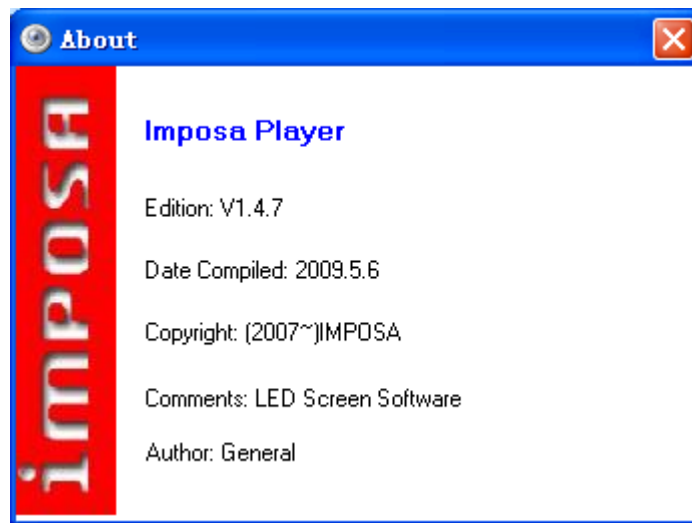 About
imposa
Imposa Player
Edition: V1.4.7
Date Compiled: 2009.5.6
Copyright: (2007~)IMPOSA
Comments: LED Screen Software
Author: General